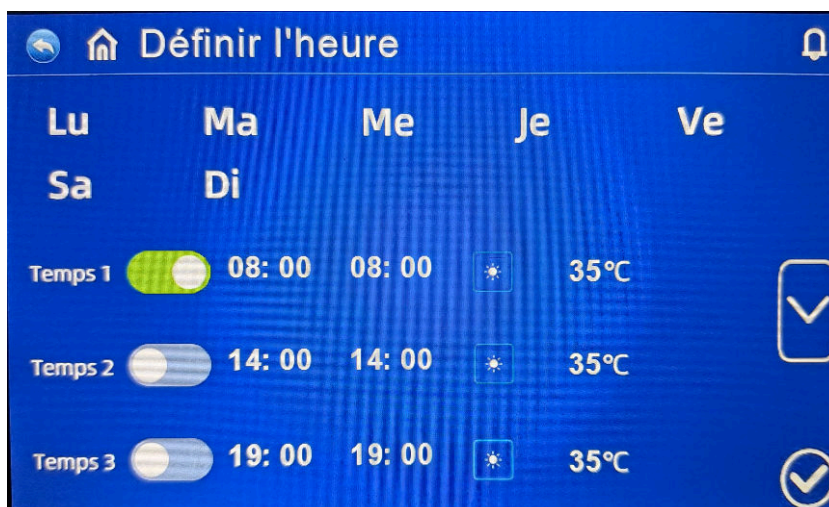 Définir l'heure
Lu Ma Me Je Ve
Sa Di
Temps 1 08: 00 08: 00 35℃
Temps 2 14: 00 14: 00 35℃
Temps 3 19: 00 19: 00 35℃